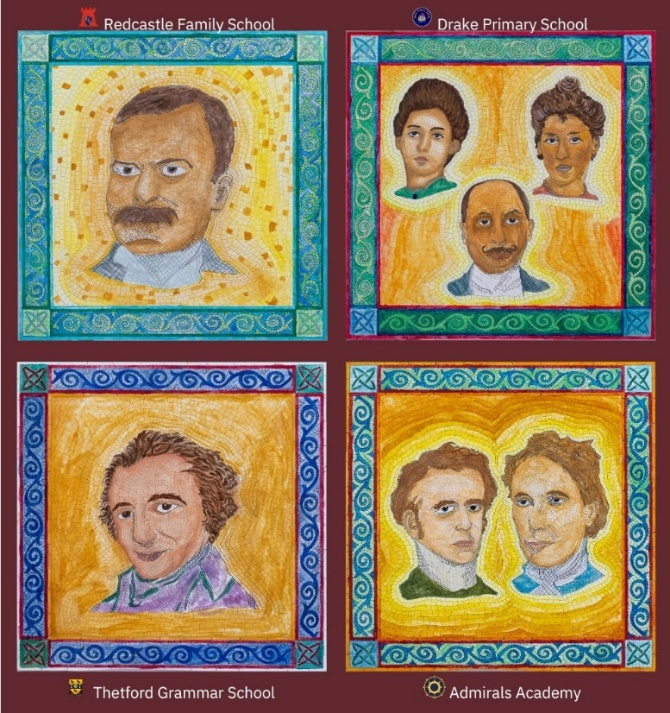 Redcastle Family School
Drake Primary School
Thetford Grammar School
Admirals Academy